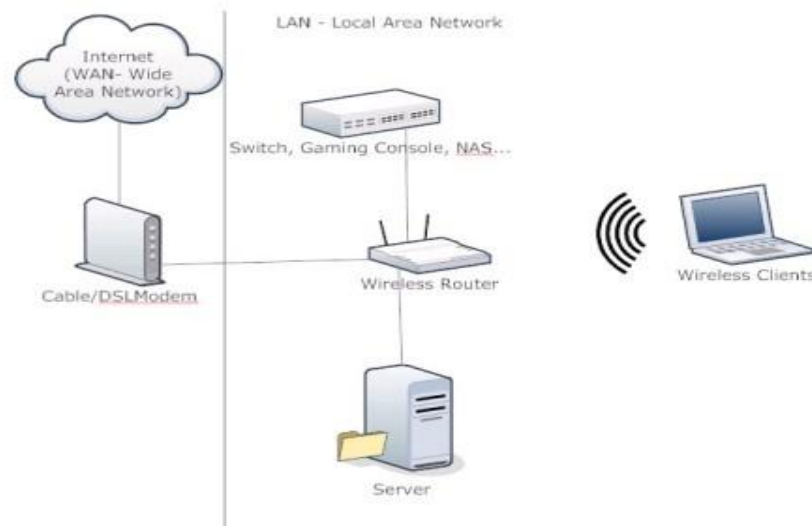 LAN - Local Area Network
Internet
(WAN- Wide
Area Network)
Switch, Gaming Console, NAS...
Cable/DSLModem
Wireless Router
Wireless Clients
Server